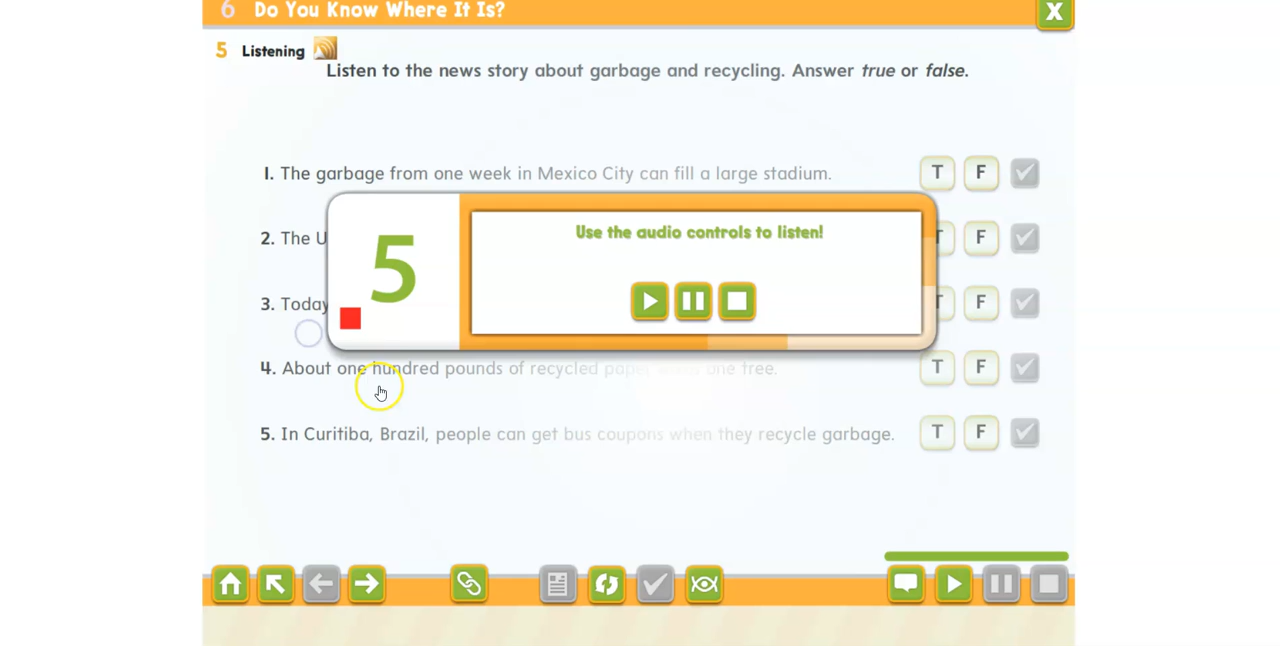 6 Do You Know Where It Is?
X
5 Listening
Listen to the news story about garbage and recycling. Answer true or false.
1. The garbage from one week in Mexico City can fill a large stadium. T F
5
Use the audio controls to listen!
2. The U T F
3. Today T F
4. About one hundred pounds of recycled paper one tree. T F
5. In Curitiba, Brazil, people can get bus coupons when they recycle garbage. T F